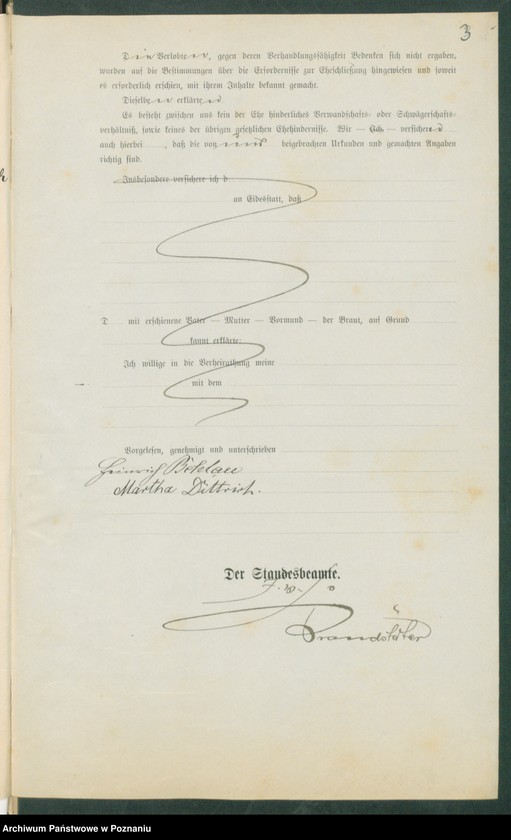 3
Die Verlobten, gegen deren Verhandlungsfähigkeit Bedenken sich nicht ergaben,
wurden auf die Bestimmungen über die Erfordernisse zur Eheschließung hingewiesen und soweit
es erforderlich erschien, mit ihrem Inhalte bekannt gemacht.
Dieselben erklärten
Es besteht zwischen uns kein der Ehe hinderliches Verwandschafts- oder Schwägerschafts-
verhältniß, sowie keines der übrigen gesetzlichen Ehehindernisse. Wir — Ich — versichern
auch hierbei, daß die von uns beigebrachten Urkunden und gemachten Angaben
richtig sind.
Insbesondere versichere ich d
an Eidesstatt, daß
D mit erschienene Vater — Mutter — Vormund — der Braut, auf Grund
kannt erklärte:
Ich willige in die Verheirathung meine
mit dem
Vorgelesen, genehmigt und unterschrieben
Heinrich
Martha Dittrich.
Der Standesbeamte.
Brandstäter
Archiwum Państwowe w Poznaniu